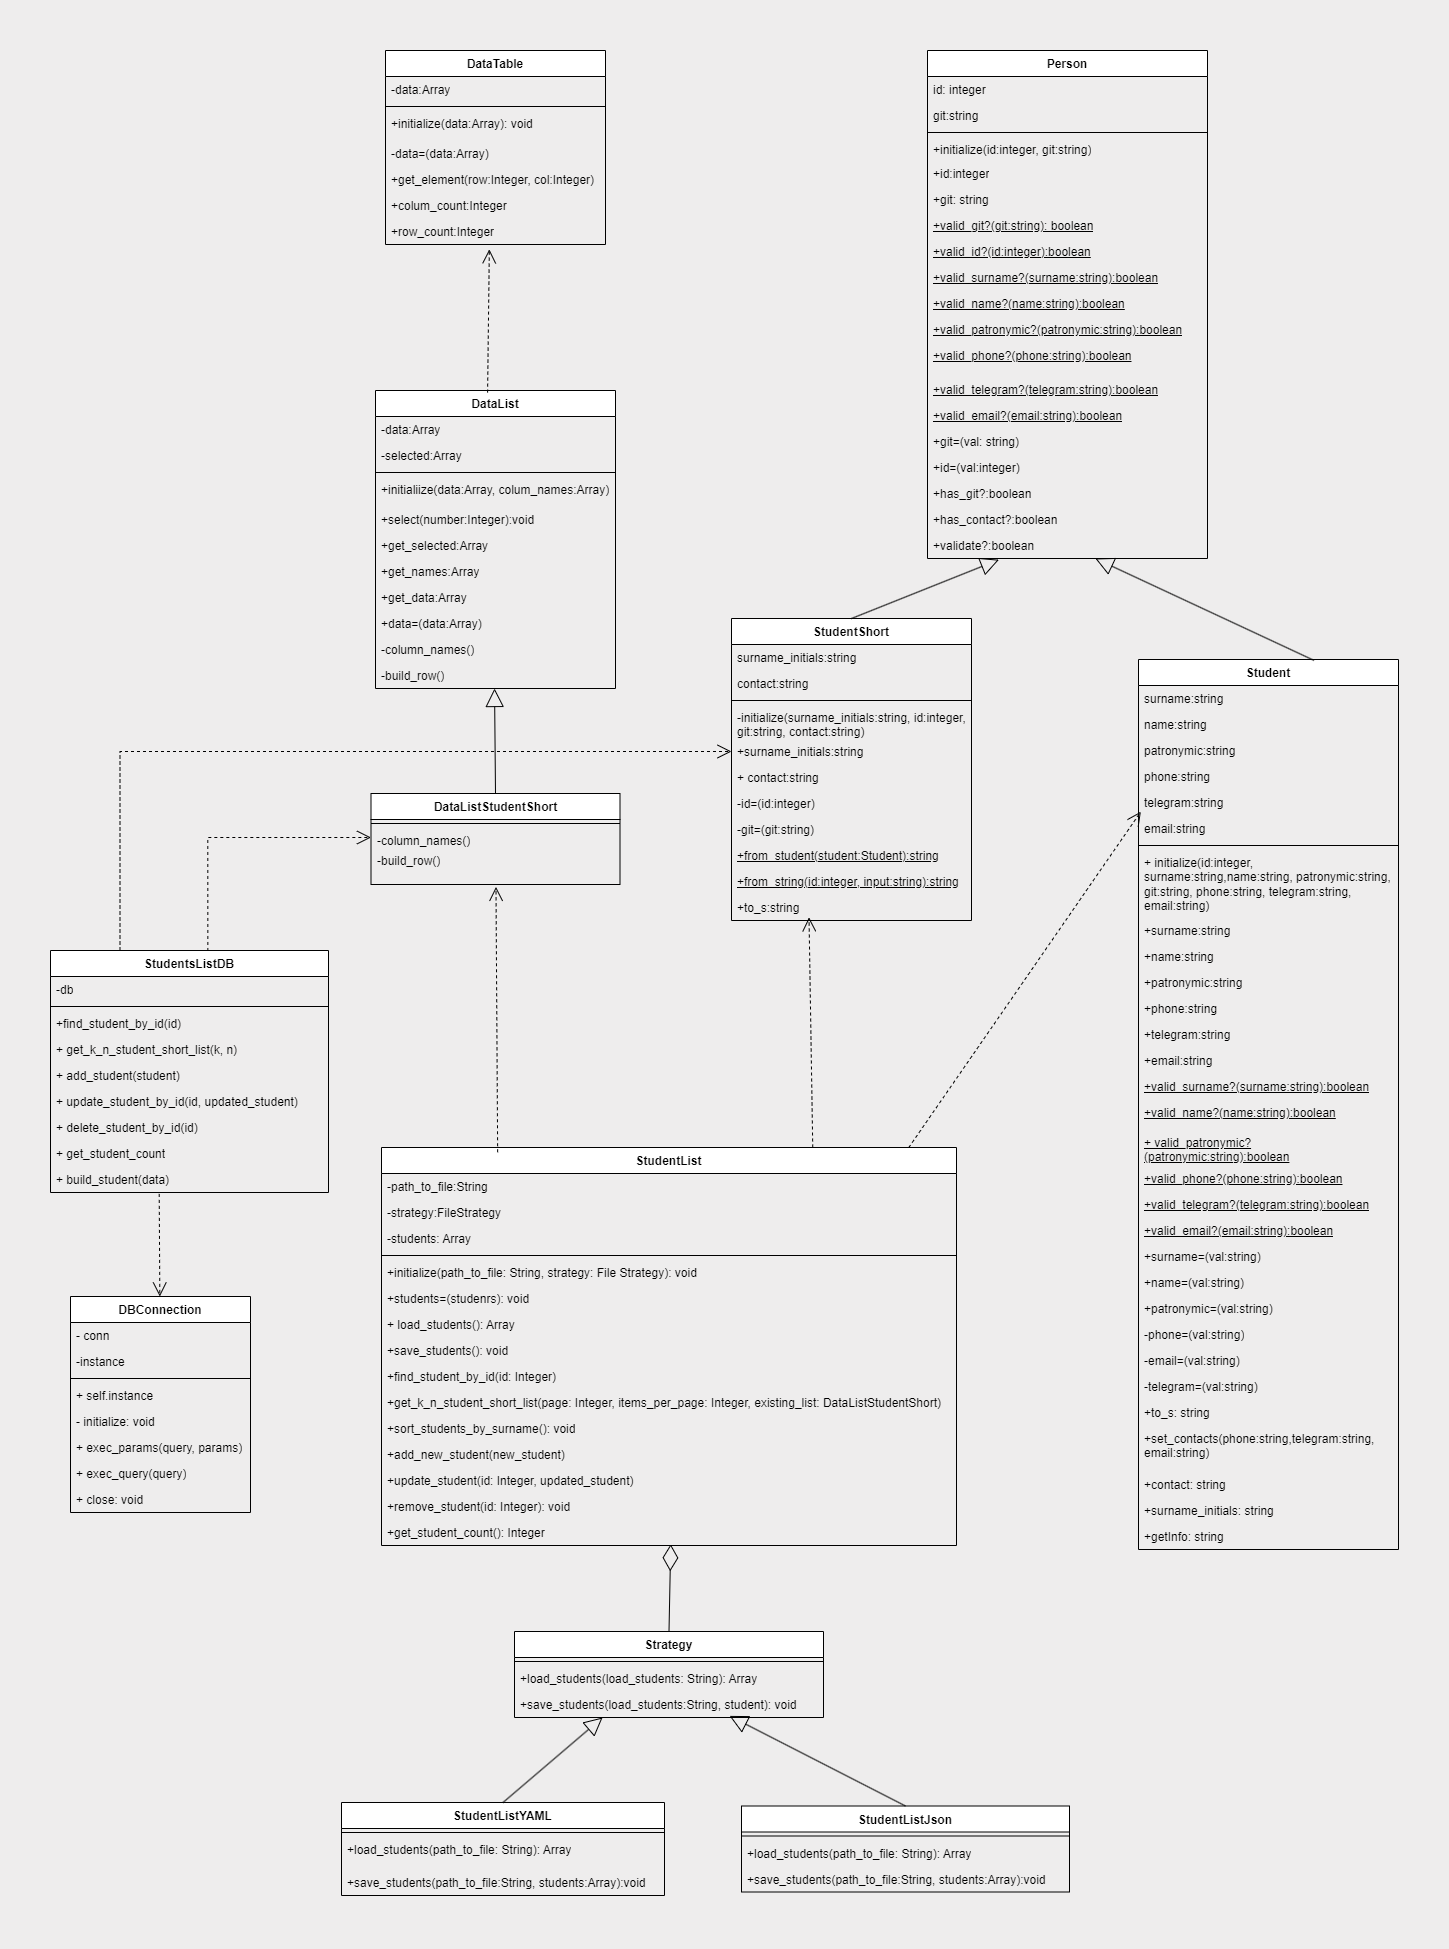 DataTable
-data:Array
+initialize(data:Array): void
-data=(data:Array)
+get_element(row:Integer, col:Integer)
+colum_count:Integer
+row_count:Integer
Person
id: integer
git:string
+initialize(id:integer, git:string)
+id:integer
+git: string
+valid_git?(git:string): boolean
+valid_id?(id:integer):boolean
+valid_surname?(surname:string):boolean
+valid_name?(name:string):boolean
+valid_patronymic?(patronymic:string):boolean
+valid_phone?(phone:string):boolean
+valid_telegram?(telegram:string):boolean
+valid_email?(email:string):boolean
+git=(val: string)
+id=(val:integer)
+has_git?:boolean
+has_contact?:boolean
+validate?:boolean
DataList
-data:Array
-selected:Array
+initialiize(data:Array, colum_names:Array)
+select(number:Integer):void
+get_selected:Array
+get_names:Array
+get_data:Array
+data=(data:Array)
-column_names()
-build_row()
StudentShort
surname_initials:string
contact:string
-initialize(surname_initials:string, id:integer,
git:string, contact:string)
+surname_initials:string
+ contact:string
-id=(id:integer)
-git=(git:string)
+from_student(student:Student):string
+from_string(id:integer, input:string):string
+to_s:string
Student
surname:string
name:string
patronymic:string
phone:string
telegram:string
email:string
+ initialize(id:integer,
surname:string,name:string, patronymic:string,
git:string, phone:string, telegram:string,
email:string)
+surname:string
+name:string
+patronymic:string
+phone:string
+telegram:string
+email:string
+valid_surname?(surname:string):boolean
+valid_name?(name:string):boolean
+ valid_patronymic?
(patronymic:string):boolean
+valid_phone?(phone:string):boolean
+valid_telegram?(telegram:string):boolean
+valid_email?(email:string):boolean
+surname=(val:string)
+name=(val:string)
+patronymic=(val:string)
-phone=(val:string)
-email=(val:string)
-telegram=(val:string)
+to_s: string
+set_contacts(phone:string,telegram:string,
email:string)
+contact: string
+surname_initials: string
+getInfo: string
DataListStudentShort
-column_names()
-build_row()
StudentsListDB
-db
+find_student_by_id(id)
+ get_k_n_student_short_list(k, n)
+ add_student(student)
+ update_student_by_id(id, updated_student)
+ delete_student_by_id(id)
+ get_student_count
+ build_student(data)
DBConnection
- conn
-instance
+ self.instance
- initialize: void
+ exec_params(query, params)
+ exec_query(query)
+ close: void
StudentList
-path_to_file:String
-strategy:FileStrategy
-students: Array
+initialize(path_to_file: String, strategy: File Strategy): void
+students=(studenrs): void
+ load_students(): Array
+save_students(): void
+find_student_by_id(id: Integer)
+get_k_n_student_short_list(page: Integer, items_per_page: Integer, existing_list: DataListStudentShort)
+sort_students_by_surname(): void
+add_new_student(new_student)
+update_student(id: Integer, updated_student)
+remove_student(id: Integer): void
+get_student_count(): Integer
Strategy
+load_students(load_students: String): Array
+save_students(load_students:String, student): void
StudentListYAML
+load_students(path_to_file: String): Array
+save_students(path_to_file:String, students:Array):void
StudentListJson
+load_students(path_to_file: String): Array
+save_students(path_to_file:String, students:Array):void